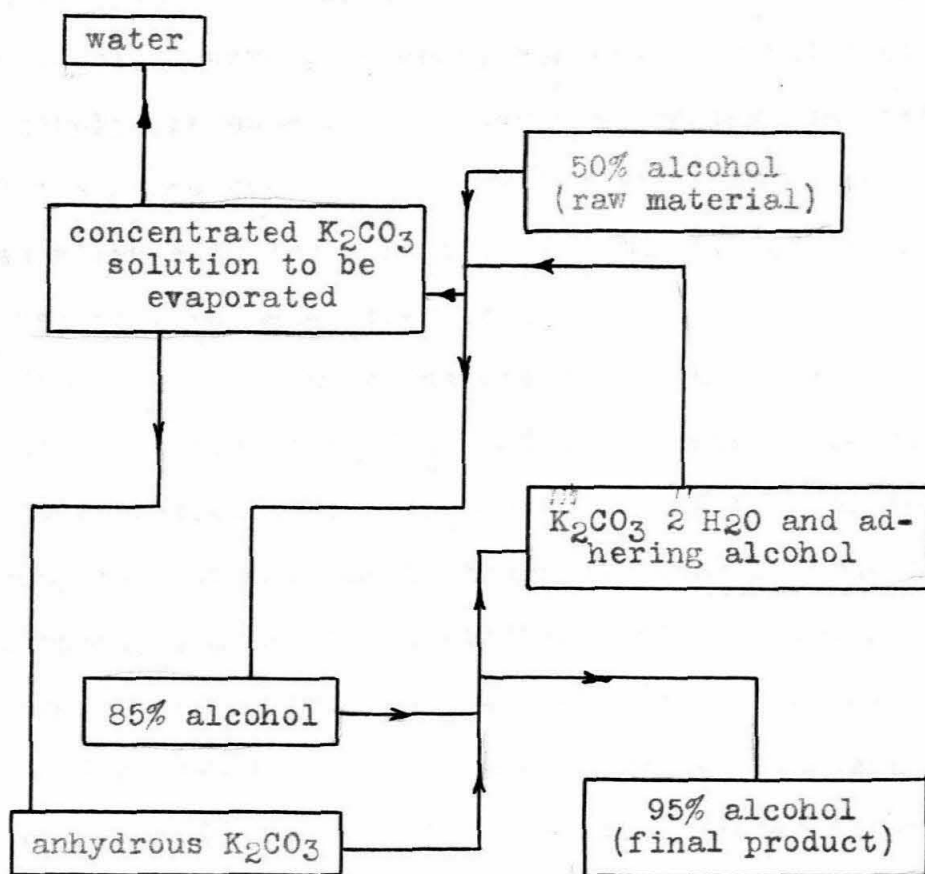 water
50% alcohol
(raw material)
concentrated K₂CO₃
solution to be
evaporated
K₂CO₃ 2 H₂O and ad-
hering alcohol
85% alcohol
95% alcohol
(final product)
anhydrous K₂CO₃